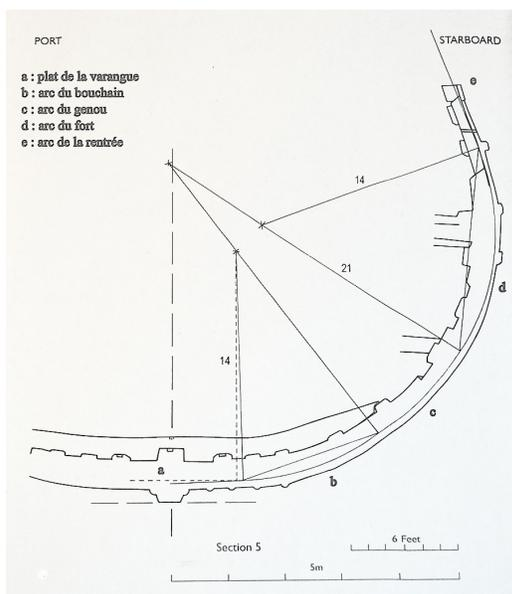 PORT
STARBOARD
a : plat de la varangue
b : arc du bouchain
c : arc du genou
d : arc du fort
e : arc de la rentrée
e
14
21
d
14
c
a
b
Section 5
6 Feet
5m